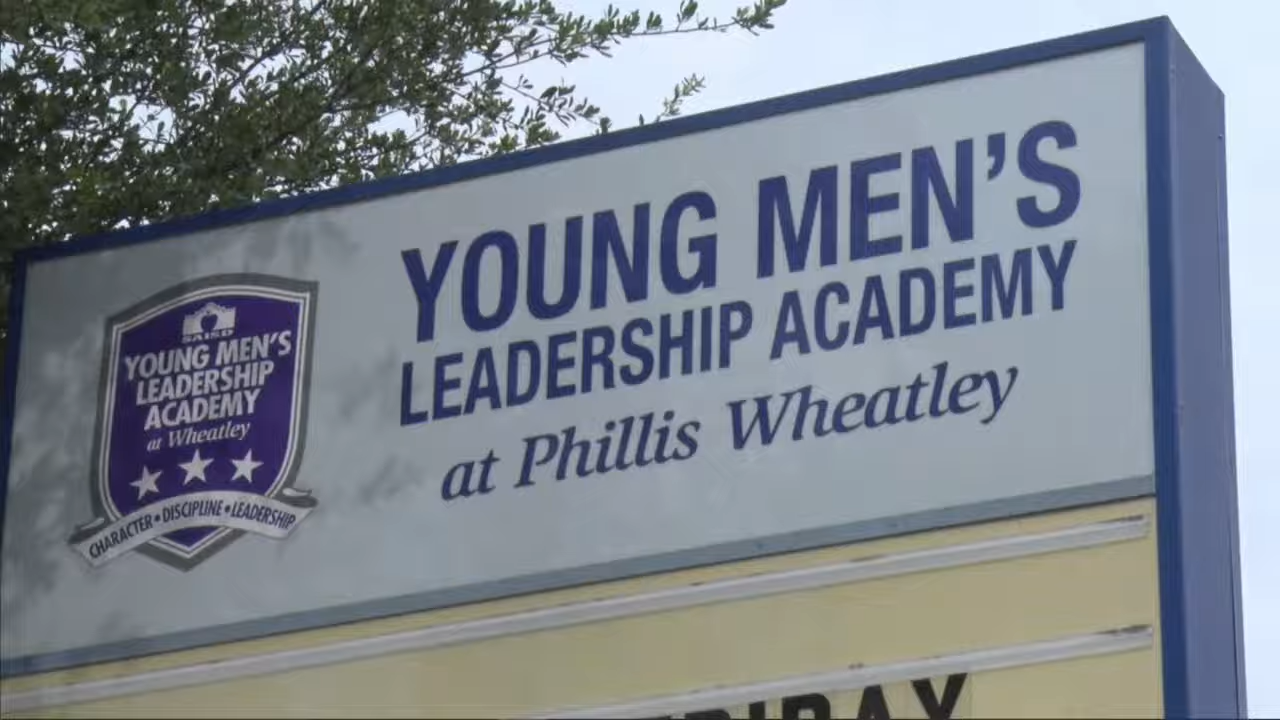 SAISD
YOUNG MEN'S
LEADERSHIP
ACADEMY
at Wheatley
CHARACTER • DISCIPLINE • LEADERSHIP
YOUNG MEN'S
LEADERSHIP ACADEMY
at Phillis Wheatley